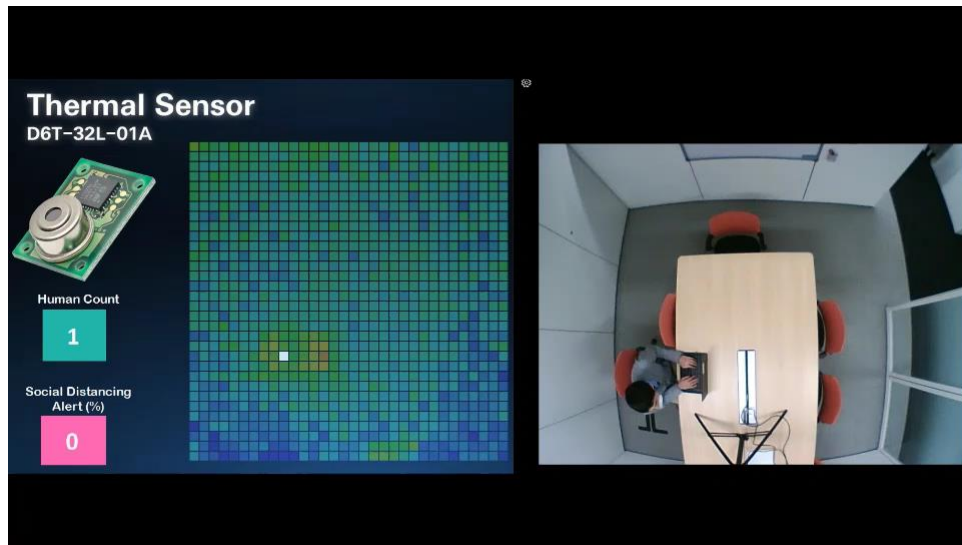 Thermal Sensor
D6T-32L-01A
Human Count
1
Social Distancing
Alert (%)
0